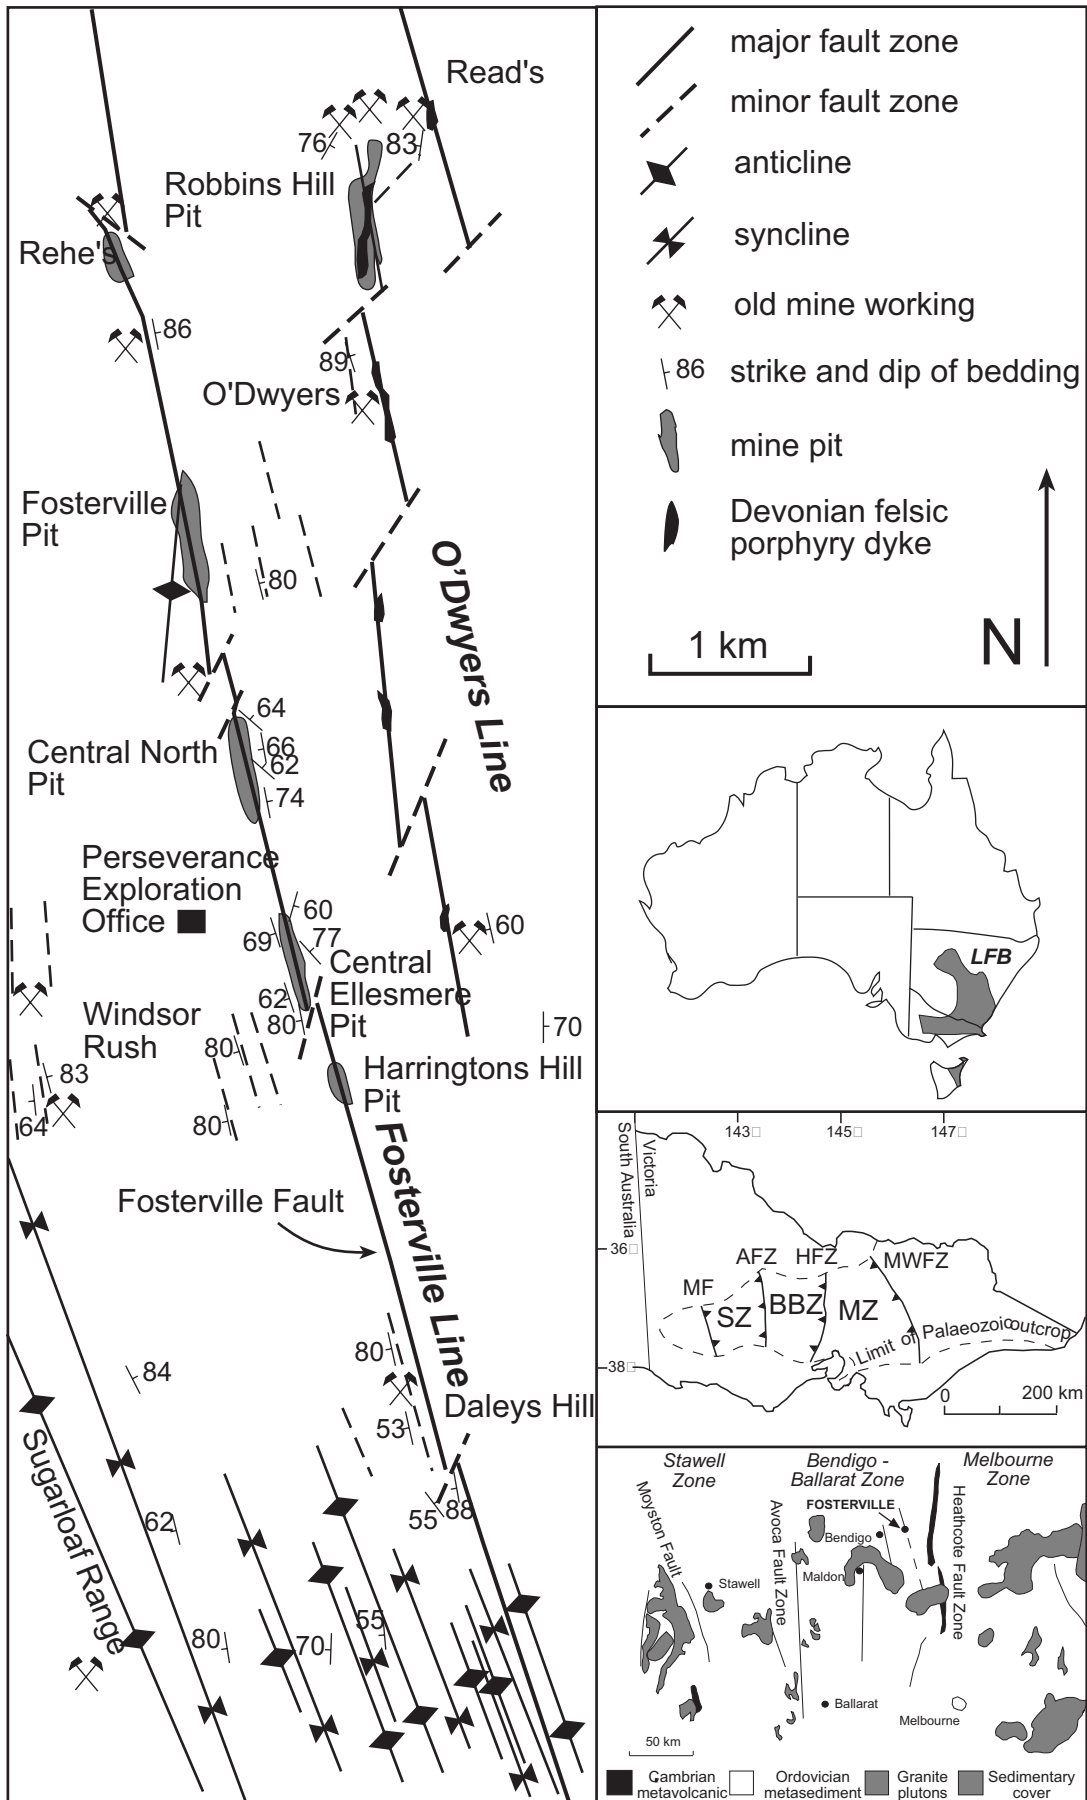 Read's
76
83
Robbins Hill
Pit
Rehe's
86
89
O'Dwyers
Fosterville
Pit
80
O'Dwyers Line
64
66
62
74
Central North
Pit
Perseverance
Exploration
Office
60
69
77
60
Central
Ellesmere
Pit
62
80
70
Windsor
Rush
80
83
64
80
Harringtons Hill
Pit
Fosterville Fault
Fosterville Line
80
84
53
Daleys Hill
Sugarloaf Range
62
55
88
55
80
70
major fault zone
minor fault zone
anticline
syncline
old mine working
86
strike and dip of bedding
mine pit
Devonian felsic
porphyry dyke
1 km
N
LFB
143□
145□
147□
South Australia
Victoria
36□
38□
AFZ
HFZ
MWFZ
MF
SZ
BBZ
MZ
Limit of Palaeozoic outcrop
0
200 km
Stawell
Zone
Bendigo -
Ballarat Zone
Melbourne
Zone
FOSTERVILLE
Moyston Fault
Avoca Fault Zone
Heathcote Fault Zone
Bendigo
Maldon
Stawell
Ballarat
Melbourne
50 km
Cambrian
metavolcanic
Ordovician
metasediment
Granite
plutons
Sedimentary
cover